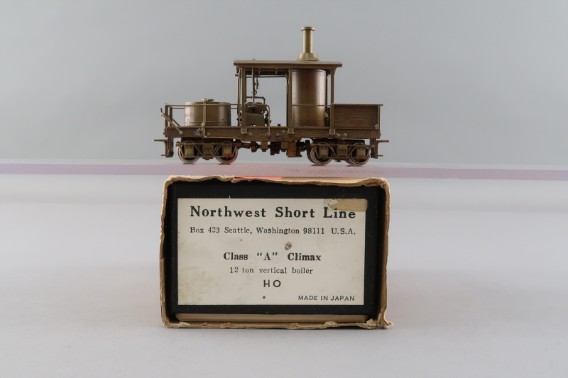 Northwest Short Line
Box 423 Seattle, Washington 98111 U.S.A.
Class "A" Climax
12 ton vertical boiler
HO
MADE IN JAPAN